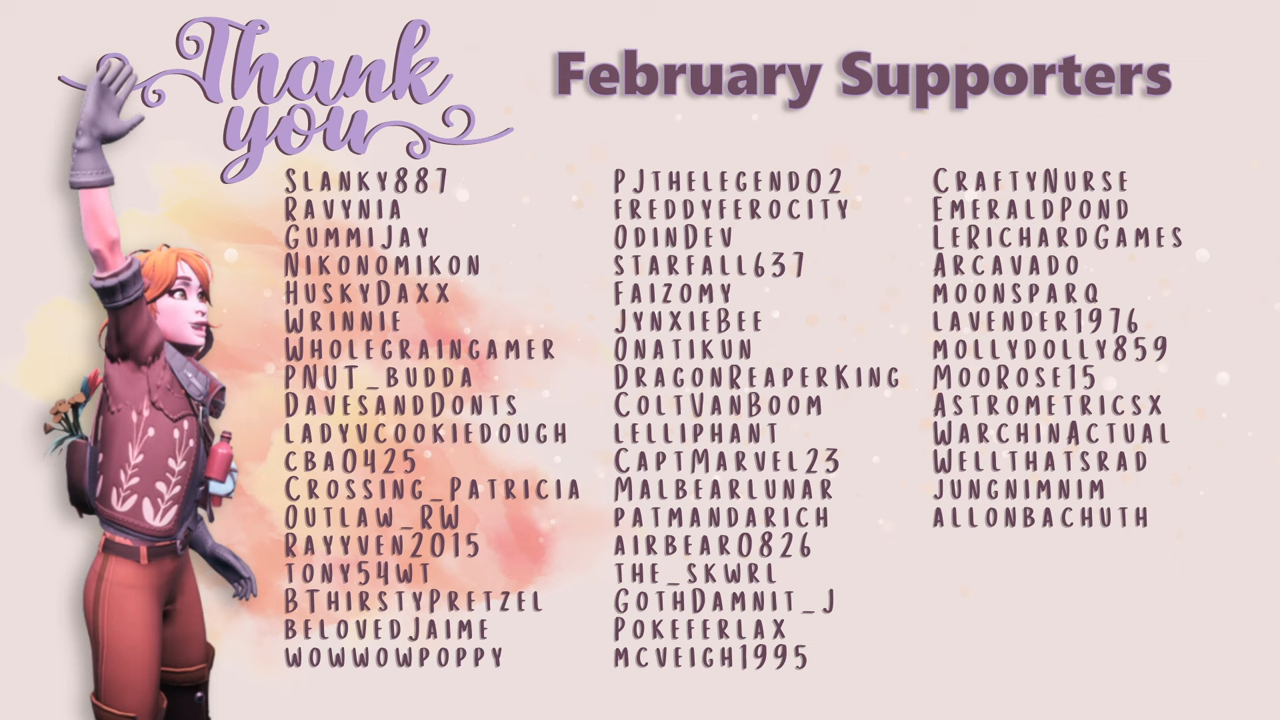 Thank
you
February Supporters
Slanky887
Ravynia
GummiJay
Nikonomikon
HuskyDaxx
Wrinnie
Wholegraingamer
PNUT_budda
DavesandDonts
ladyvcookiedough
cba0425
Crossing_Patricia
Outlaw_RW
Rayyven2015
tony54wt
BThirstyPretzel
belovedJaime
wowwowpoppy
PJthelegend02
freddyferocity
OdinDev
starfall637
Faizomy
JynxieBee
Onatikun
DragonReaperKing
ColtVanBoom
lelliphant
CaptMarvel23
Malbearlunar
patmandarich
airbear0826
the_skwrl
GothDamnit_J
Pokeferlax
mcveigh1995
CraftyNurse
EmeraldPond
LeRichardGames
Arcavado
moonsparq
lavender1976
mollydolly859
MooRose15
Astrometricsx
WarchinActual
Wellthatsrad
jungnimnim
allonbachuth